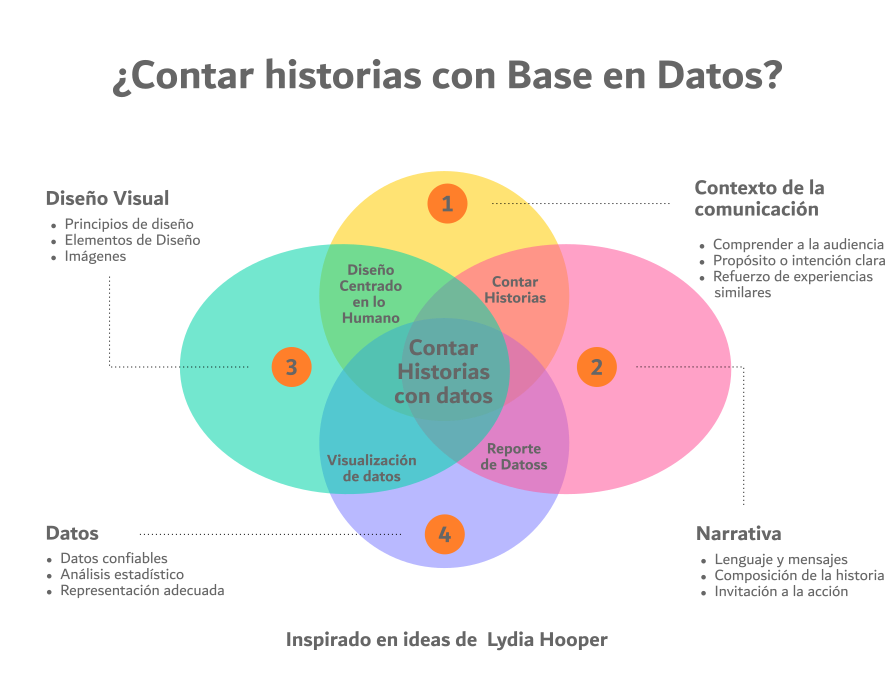 ¿Contar historias con Base en Datos?
Diseño Visual
• Principios de diseño
• Elementos de Diseño
• Imágenes
1
Contexto de la
comunicación
• Comprender a la audiencia
• Propósito o intención clara
• Refuerzo de experiencias
similares
Diseño
Centrado
en lo
Humano
Contar
Historias
3
Contar
Historias
con datos
2
Visualización
de datos
Reporte
de Datoss
Datos
• Datos confiables
• Análisis estadístico
• Representación adecuada
4
Narrativa
• Lenguaje y mensajes
• Composición de la historia
• Invitación a la acción
Inspirado en ideas de Lydia Hooper